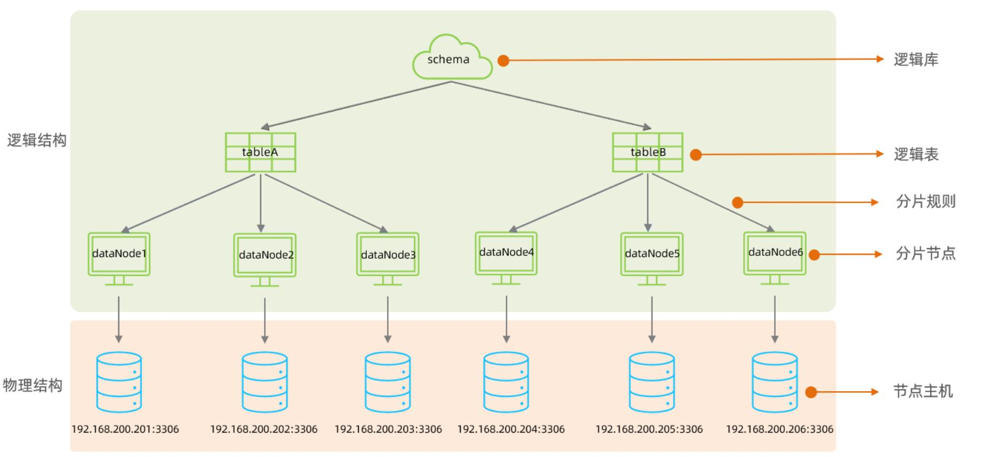 schema
逻辑库
逻辑结构
tableA
tableB
逻辑表
分片规则
dataNode1
dataNode2
dataNode3
dataNode4
dataNode5
dataNode6
分片节点
物理结构
节点主机
192.168.200.201:3306
192.168.200.202:3306
192.168.200.203:3306
192.168.200.204:3306
192.168.200.205:3306
192.168.200.206:3306